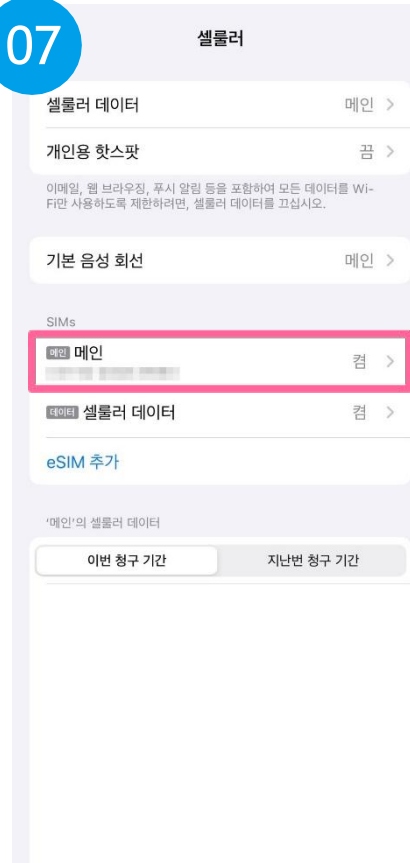 07
셀룰러
셀룰러 데이터 메인
개인용 핫스팟 끔
이메일, 웹 브라우징, 푸시 알림 등을 포함하여 모든 데이터를 Wi-
Fi만 사용하도록 제한하려면, 셀룰러 데이터를 끄십시오.
기본 음성 회선 메인
SIMs
메인 메인 켬
데이터 셀룰러 데이터 켬
eSIM 추가
‘메인’의 셀룰러 데이터
이번 청구 기간 지난번 청구 기간